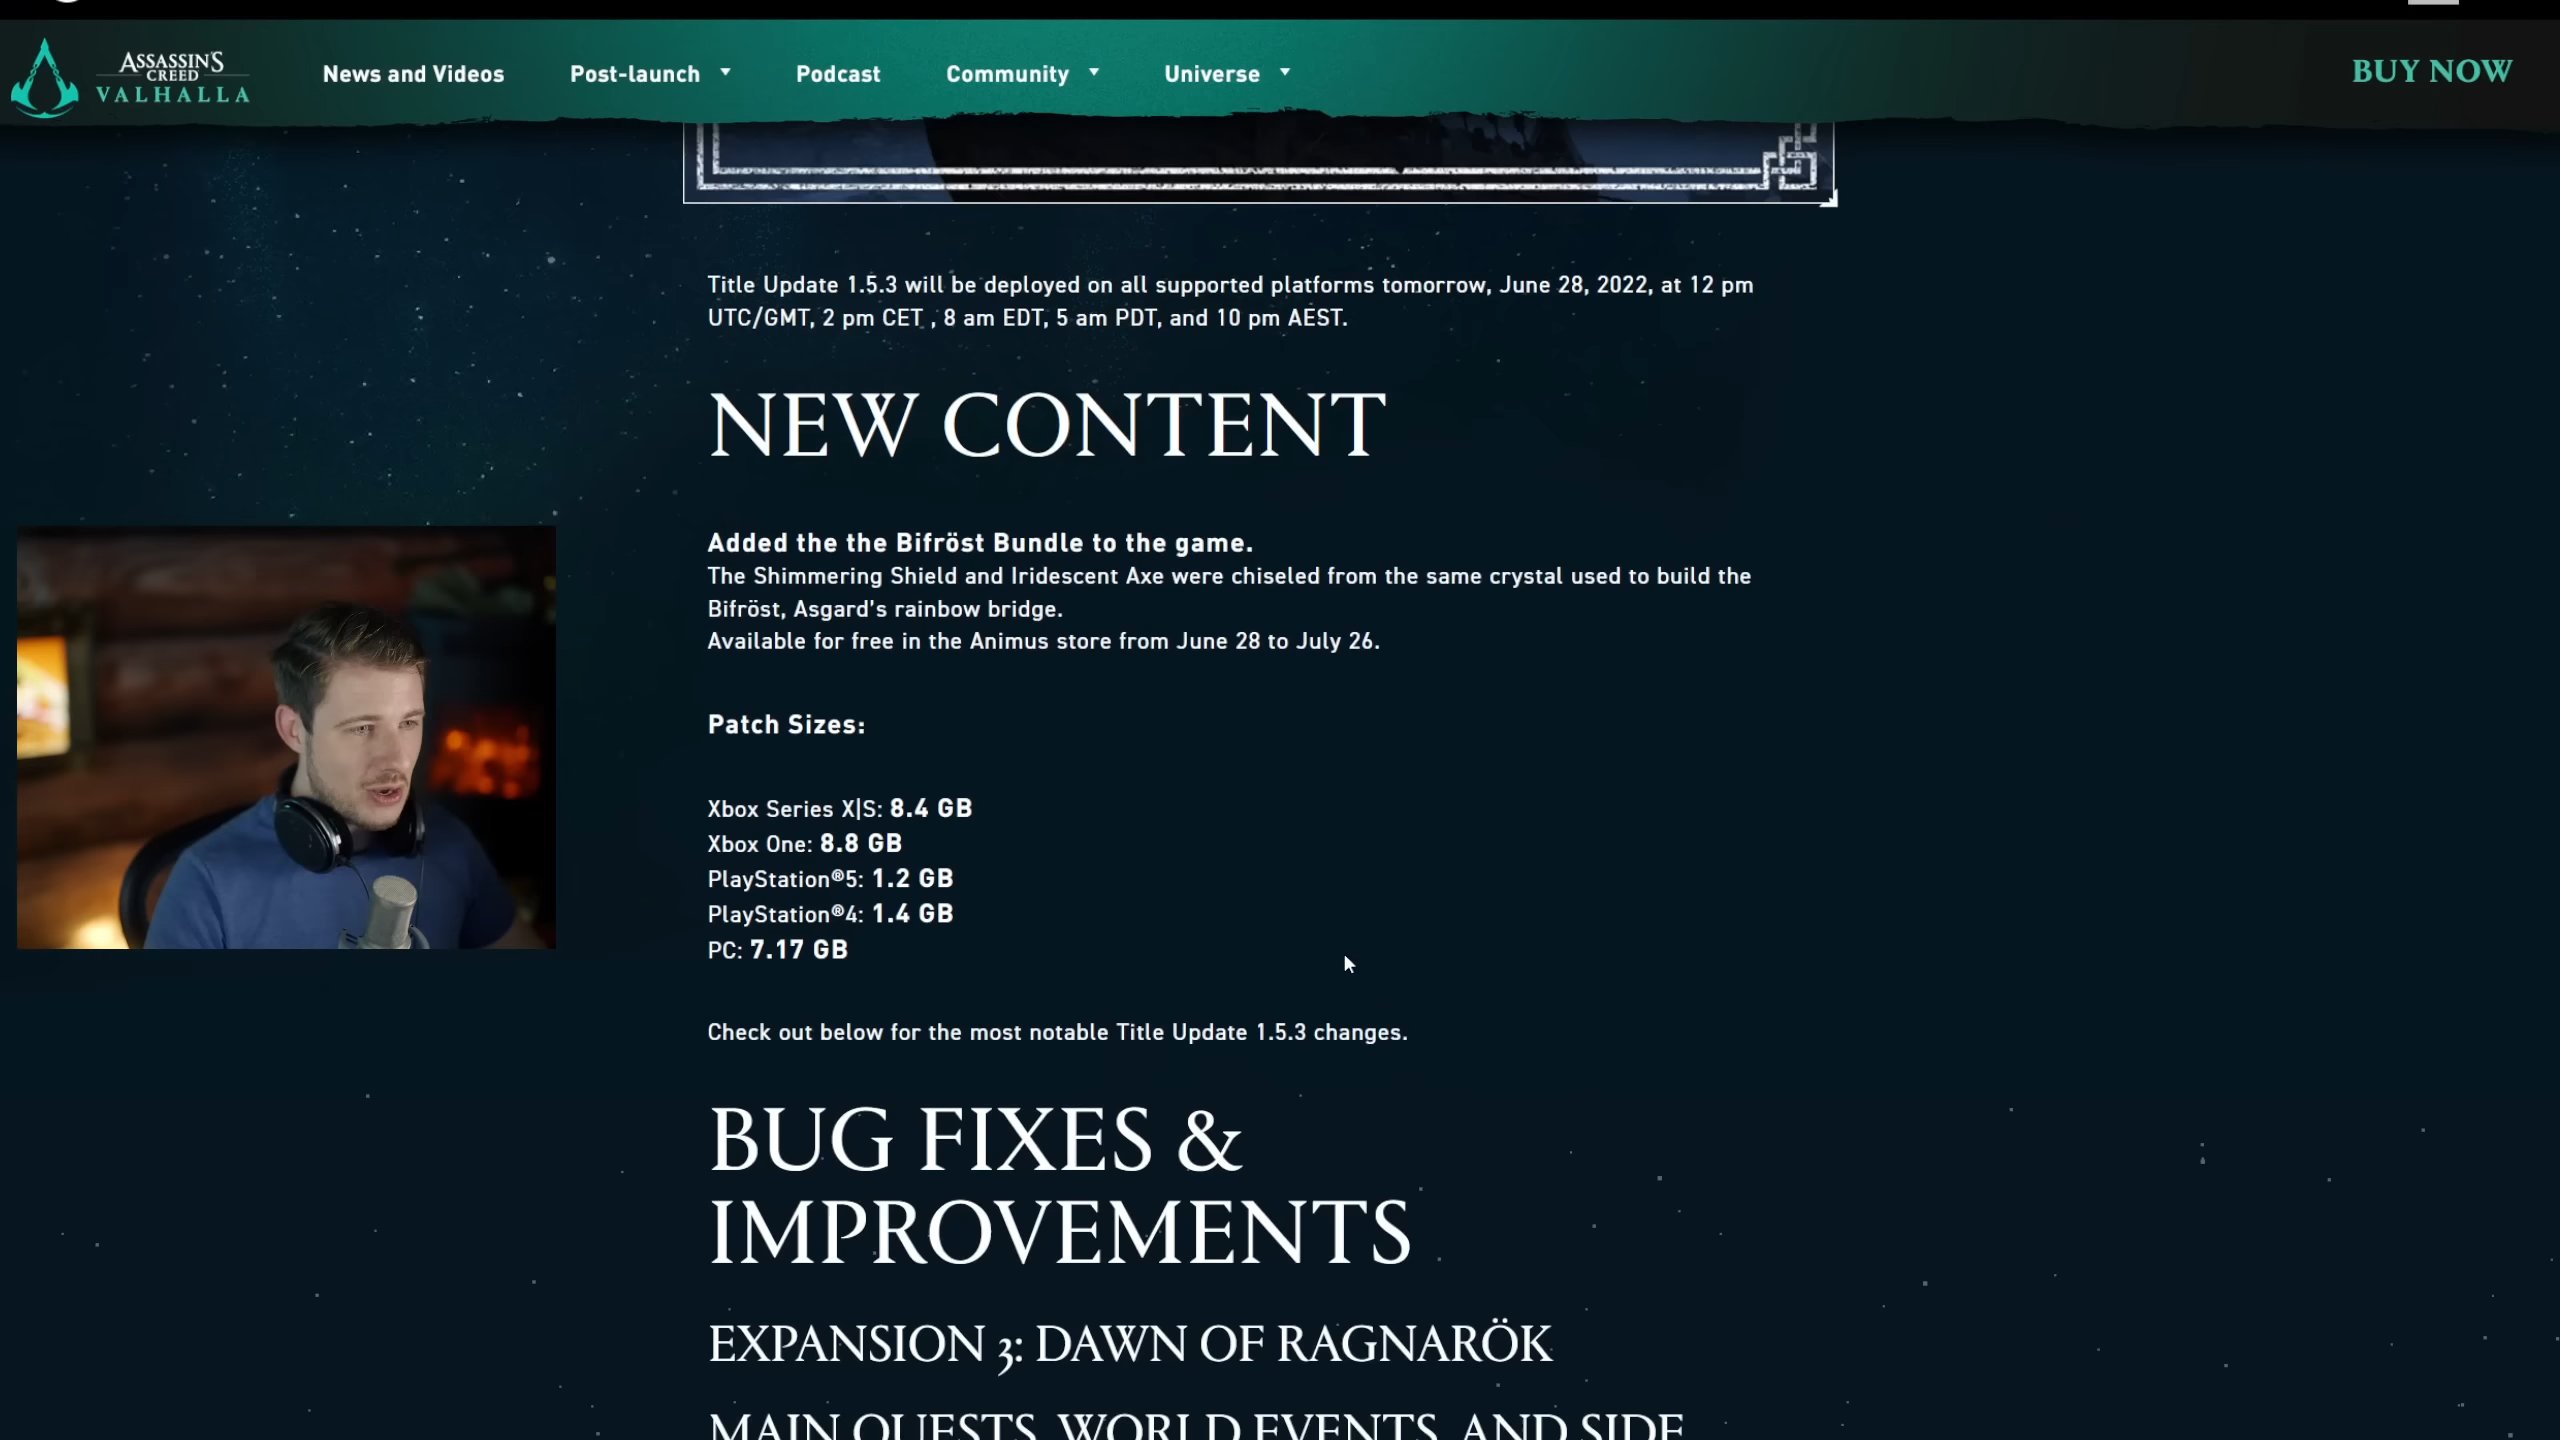 ASSASSIN'S
CREED
VALHALLA
News and Videos
Post-launch
Podcast
Community
Universe
BUY NOW
Title Update 1.5.3 will be deployed on all supported platforms tomorrow, June 28, 2022, at 12 pm
UTC/GMT, 2 pm CET , 8 am EDT, 5 am PDT, and 10 pm AEST.
NEW CONTENT
Added the the Bifröst Bundle to the game.
The Shimmering Shield and Iridescent Axe were chiseled from the same crystal used to build the
Bifröst, Asgard's rainbow bridge.
Available for free in the Animus store from June 28 to July 26.
Patch Sizes:
Xbox Series X|S: 8.4 GB
Xbox One: 8.8 GB
PlayStation®5: 1.2 GB
PlayStation®4: 1.4 GB
PC: 7.17 GB
Check out below for the most notable Title Update 1.5.3 changes.
BUG FIXES &
IMPROVEMENTS
EXPANSION 3: DAWN OF RAGNARÖK
MAIN QUESTS, WORLD EVENTS, AND SIDE